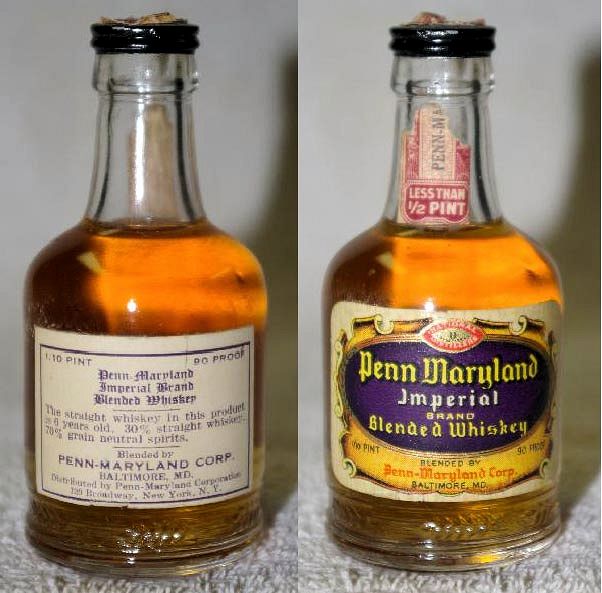 1/10 PINT 90 PROOF
Penn-Maryland
Imperial Brand
Blended Whiskey
The straight whiskey in this product
is 6 years old. 30% straight whiskey.
70% grain neutral spirits.
Blended by
PENN-MARYLAND CORP.
BALTIMORE, MD.
Distributed by Penn-Maryland Corporation
Broadway, New York, N. Y.
PENN-MA
LESS THAN
½ PINT
NATIONAL
DISTILLERS
Penn Maryland
Imperial
BRAND
Blended Whiskey
1/10 PINT 90 PROOF
BLENDED BY
Penn-Maryland Corp.
BALTIMORE, MD.